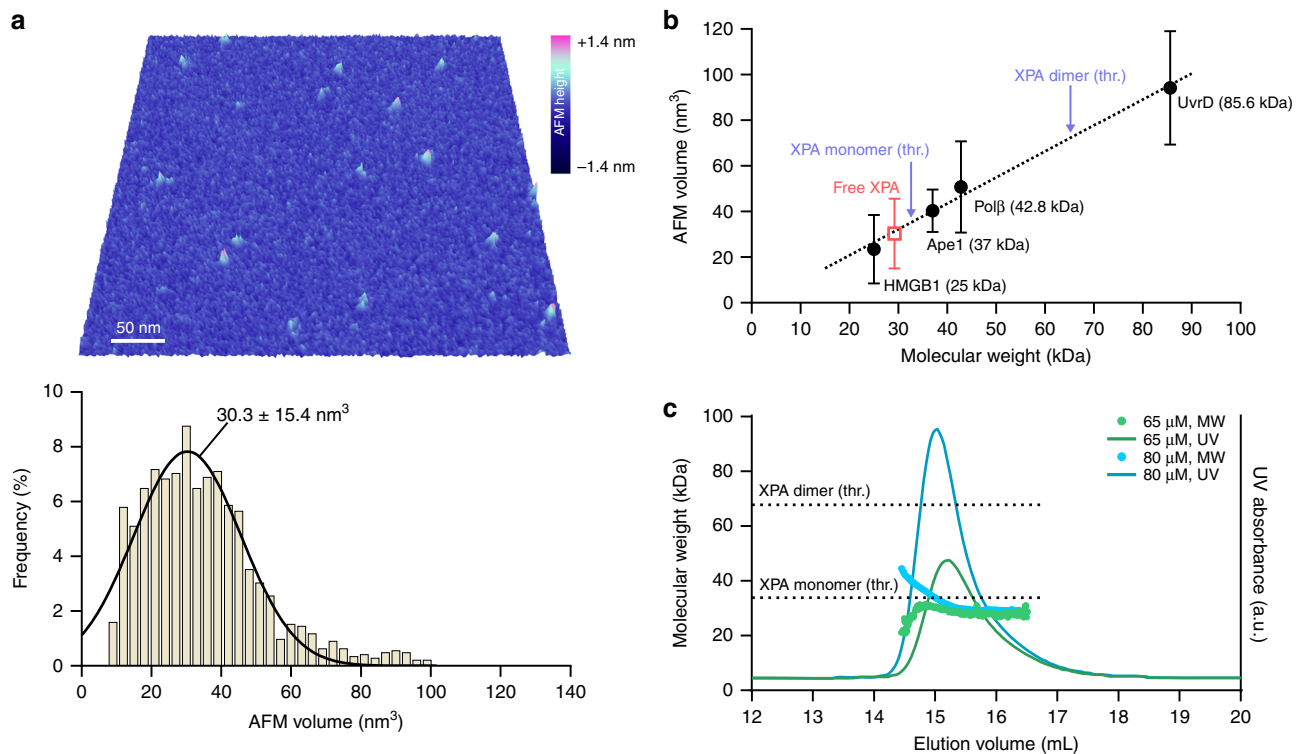 a
+1.4 nm
AFM height
−1.4 nm
50 nm
10
8
6
4
2
0
Frequency (%)
30.3 ± 15.4 nm³
0 20 40 60 80 100 120 140
AFM volume (nm³)
b
120
100
80
60
40
20
0
AFM volume (nm³)
XPA dimer (thr.)
UvrD (85.6 kDa)
XPA monomer (thr.)
Free XPA
Polβ (42.8 kDa)
Ape1 (37 kDa)
HMGB1 (25 kDa)
0 10 20 30 40 50 60 70 80 90 100
Molecular weight (kDa)
c
100
80
60
40
20
0
Molecular weight (kDa)
65 μM, MW
65 μM, UV
80 μM, MW
80 μM, UV
XPA dimer (thr.)
XPA monomer (thr.)
UV absorbance (a.u.)
12 13 14 15 16 17 18 19 20
Elution volume (mL)